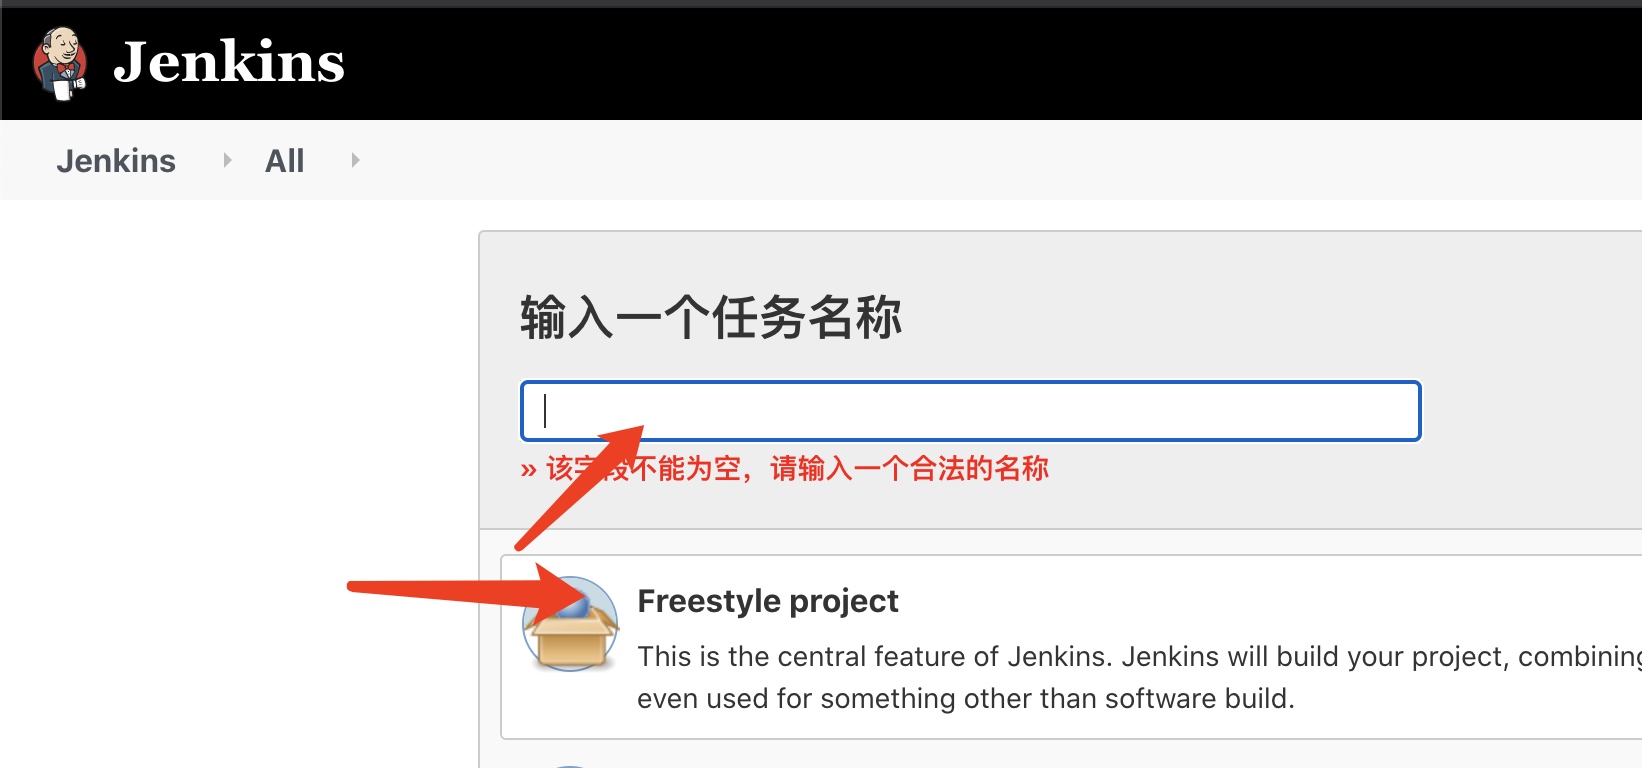 Jenkins
Jenkins All
输入一个任务名称
» 该字段不能为空，请输入一个合法的名称
Freestyle project
This is the central feature of Jenkins. Jenkins will build your project, combining
even used for something other than software build.